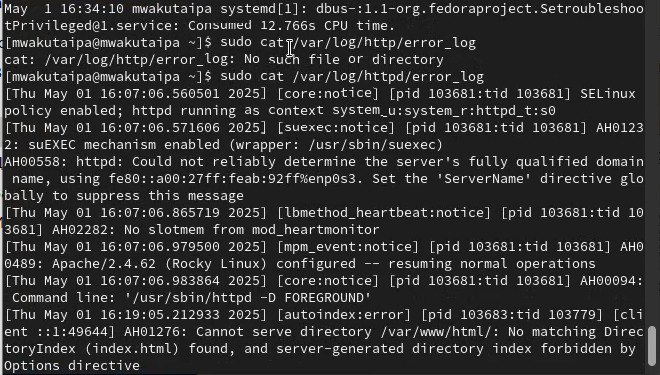 May  1 16:34:10 mwakutaipa systemd[1]: dbus-:1.1-org.fedoraproject.Setroubleshoo
tPrivileged@1.service: Consumed 12.766s CPU time.
[mwakutaipa@mwakutaipa ~]$ sudo cat /var/log/http/error_log
cat: /var/log/http/error_log: No such file or directory
[mwakutaipa@mwakutaipa ~]$ sudo cat /var/log/httpd/error_log
[Thu May 01 16:07:06.560501 2025] [core:notice] [pid 103681:tid 103681] SELinux
policy enabled; httpd running as context system_u:system_r:httpd_t:s0
[Thu May 01 16:07:06.571606 2025] [suexec:notice] [pid 103681:tid 103681] AH0123
2: suEXEC mechanism enabled (wrapper: /usr/sbin/suexec)
AH00558: httpd: Could not reliably determine the server's fully qualified domain
 name, using fe80::a00:27ff:feab:92ff%enp0s3. Set the 'ServerName' directive glo
bally to suppress this message
[Thu May 01 16:07:06.865719 2025] [lbmethod_heartbeat:notice] [pid 103681:tid 10
3681] AH02282: No slotmem from mod_heartmonitor
[Thu May 01 16:07:06.979500 2025] [mpm_event:notice] [pid 103681:tid 103681] AH0
0489: Apache/2.4.62 (Rocky Linux) configured -- resuming normal operations
[Thu May 01 16:07:06.983864 2025] [core:notice] [pid 103681:tid 103681] AH00094:
 Command line: '/usr/sbin/httpd -D FOREGROUND'
[Thu May 01 16:19:05.212933 2025] [autoindex:error] [pid 103683:tid 103779] [cli
ent ::1:49644] AH01276: Cannot serve directory /var/www/html/: No matching Direc
toryIndex (index.html) found, and server-generated directory index forbidden by
Options directive